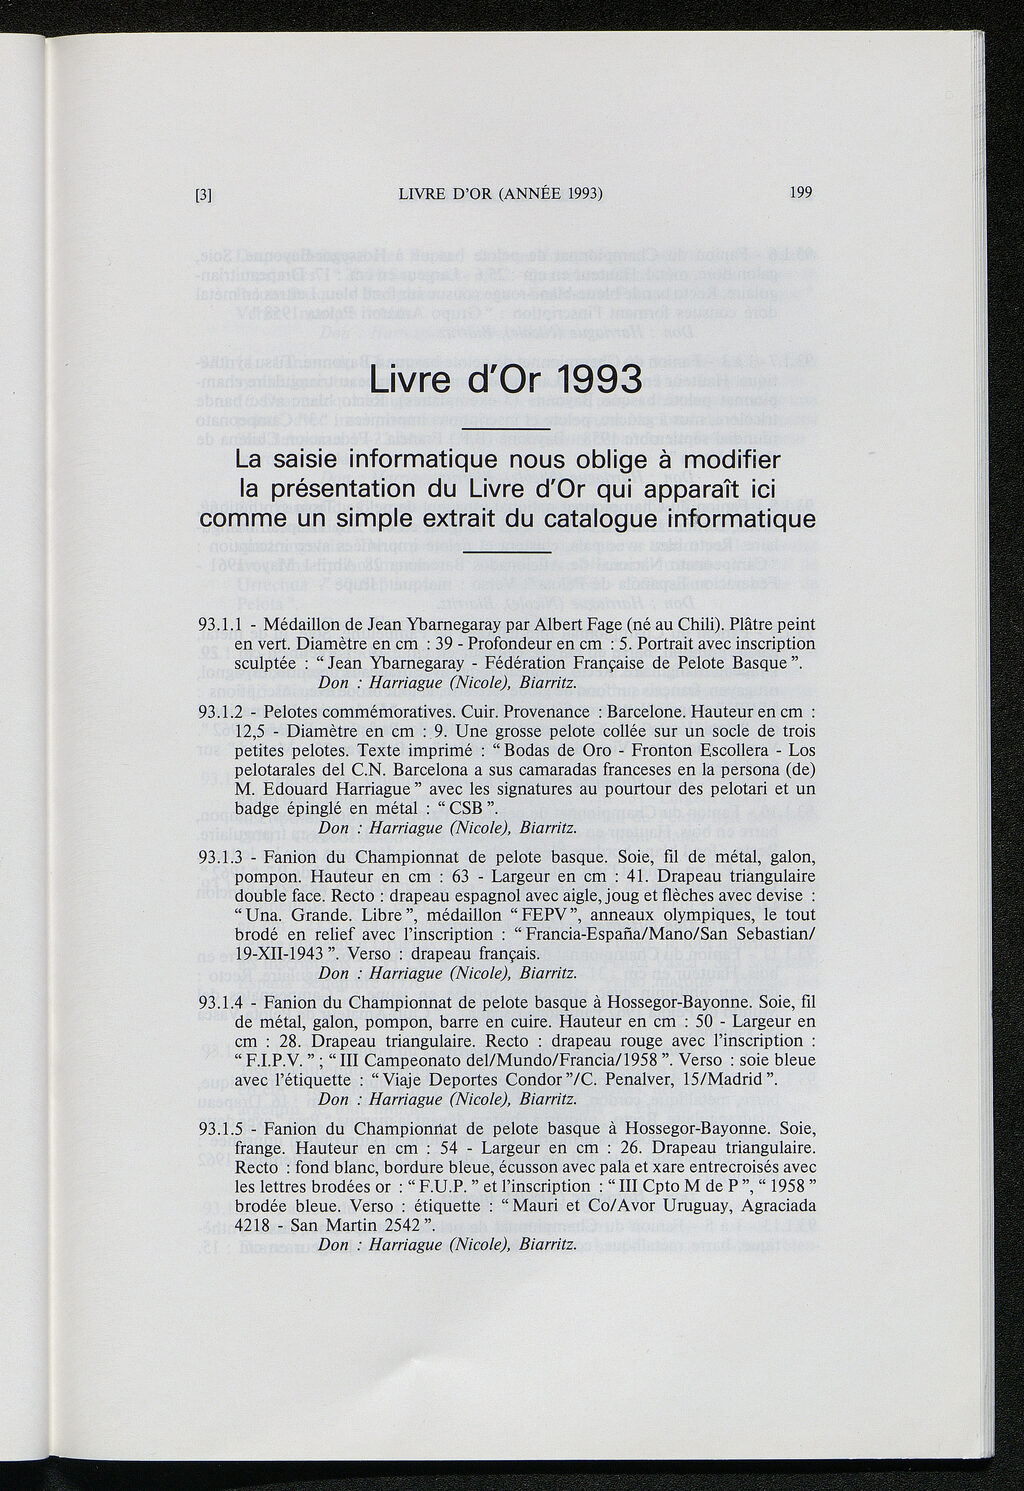 [3] LIVRE D'OR (ANNÉE 1993) 199
Livre d'Or 1993
La saisie informatique nous oblige à modifier
la présentation du Livre d'Or qui apparaît ici
comme un simple extrait du catalogue informatique
93.1.1 - Médaillon de Jean Ybarnegaray par Albert Fage (né au Chili). Plâtre peint
en vert. Diamètre en cm : 39 - Profondeur en cm : 5. Portrait avec inscription
sculptée : “Jean Ybarnegaray - Fédération Française de Pelote Basque”.
Don : Harriague (Nicole), Biarritz.
93.1.2 - Pelotes commémoratives. Cuir. Provenance : Barcelone. Hauteur en cm :
12,5 - Diamètre en cm : 9. Une grosse pelote collée sur un socle de trois
petites pelotes. Texte imprimé : “Bodas de Oro - Fronton Escollera - Los
pelotarales del C.N. Barcelona a sus camaradas franceses en la persona (de)
M. Edouard Harriague” avec les signatures au pourtour des pelotari et un
badge épinglé en métal : “CSB”.
Don : Harriague (Nicole), Biarritz.
93.1.3 - Fanion du Championnat de pelote basque. Soie, fil de métal, galon,
pompon. Hauteur en cm : 63 - Largeur en cm : 41. Drapeau triangulaire
double face. Recto : drapeau espagnol avec aigle, joug et flèches avec devise :
“Una. Grande. Libre”, médaillon “FEPV”, anneaux olympiques, le tout
brodé en relief avec l'inscription : “Francia-España/Mano/San Sebastian/
19-XII-1943”. Verso : drapeau français.
Don : Harriague (Nicole), Biarritz.
93.1.4 - Fanion du Championnat de pelote basque à Hossegor-Bayonne. Soie, fil
de métal, galon, pompon, barre en cuire. Hauteur en cm : 50 - Largeur en
cm : 28. Drapeau triangulaire. Recto : drapeau rouge avec l'inscription :
“F.I.P.V.” ; “III Campeonato del/Mundo/Francia/1958”. Verso : soie bleue
avec l'étiquette : “Viaje Deportes Condor”/C. Penalver, 15/Madrid”.
Don : Harriague (Nicole), Biarritz.
93.1.5 - Fanion du Championnat de pelote basque à Hossegor-Bayonne. Soie,
frange. Hauteur en cm : 54 - Largeur en cm : 26. Drapeau triangulaire.
Recto : fond blanc, bordure bleue, écusson avec pala et xare entrecroisés avec
les lettres brodées or : “F.U.P.” et l'inscription : “III Cpto M de P”, “1958”
brodée bleue. Verso : étiquette : “Mauri et Co/Avor Uruguay, Agraciada
4218 - San Martin 2542”.
Don : Harriague (Nicole), Biarritz.